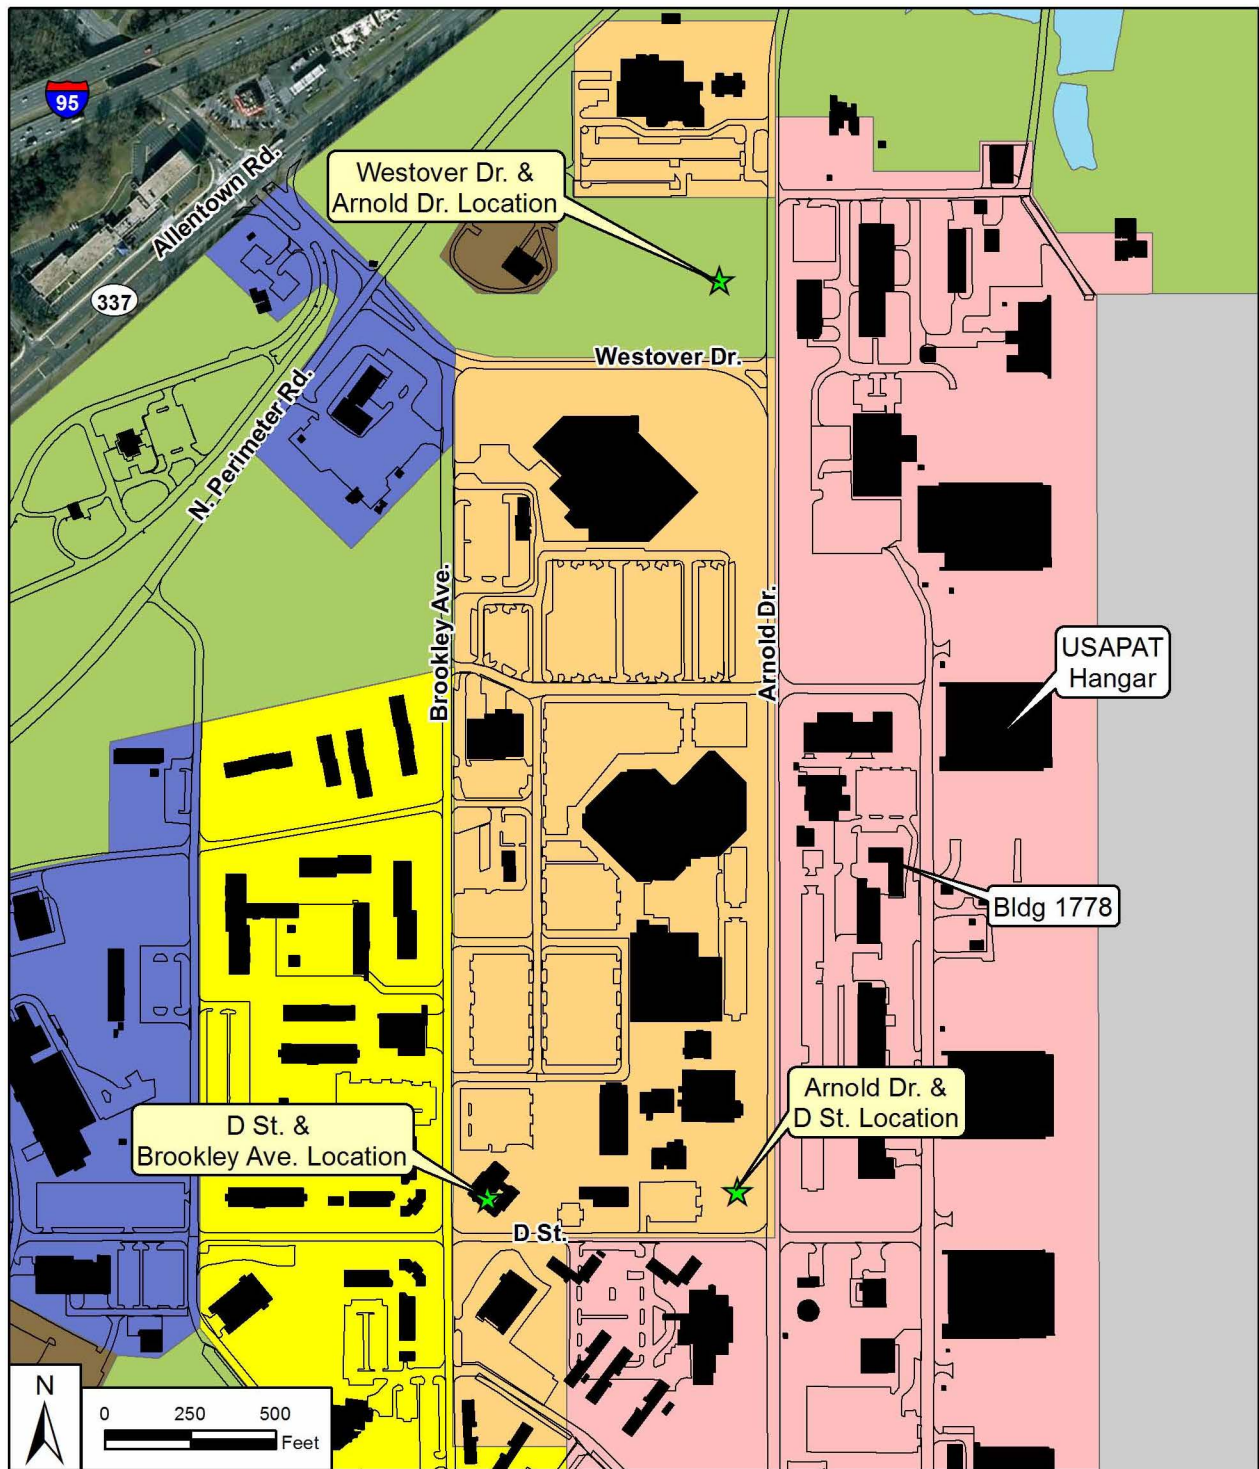 95
Westover Dr. &
Arnold Dr. Location
Allentown Rd.
337
Westover Dr.
N. Perimeter Rd.
Brookley Ave.
Arnold Dr.
USAPAT
Hangar
Bldg 1778
Arnold Dr. &
D St. Location
D St. &
Brookley Ave. Location
D St.
N
0 250 500
Feet